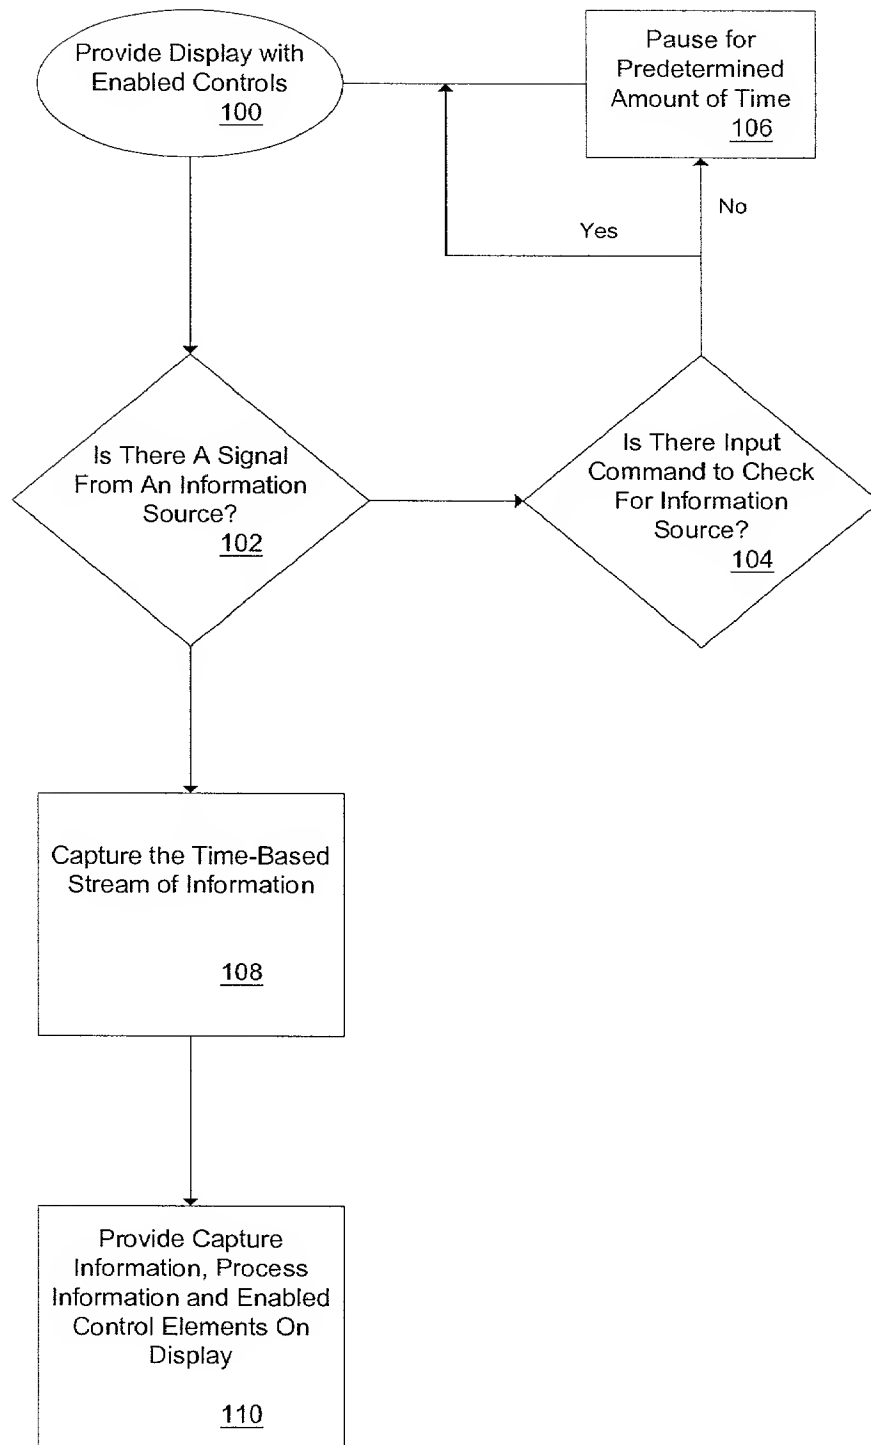 Provide Display with
Enabled Controls
100
Pause for
Predetermined
Amount of Time
106
No
Yes
Is There A Signal
From An Information
Source?
102
Is There Input
Command to Check
For Information
Source?
104
Capture the Time-Based
Stream of Information
108
Provide Capture
Information, Process
Information and Enabled
Control Elements On
Display
110